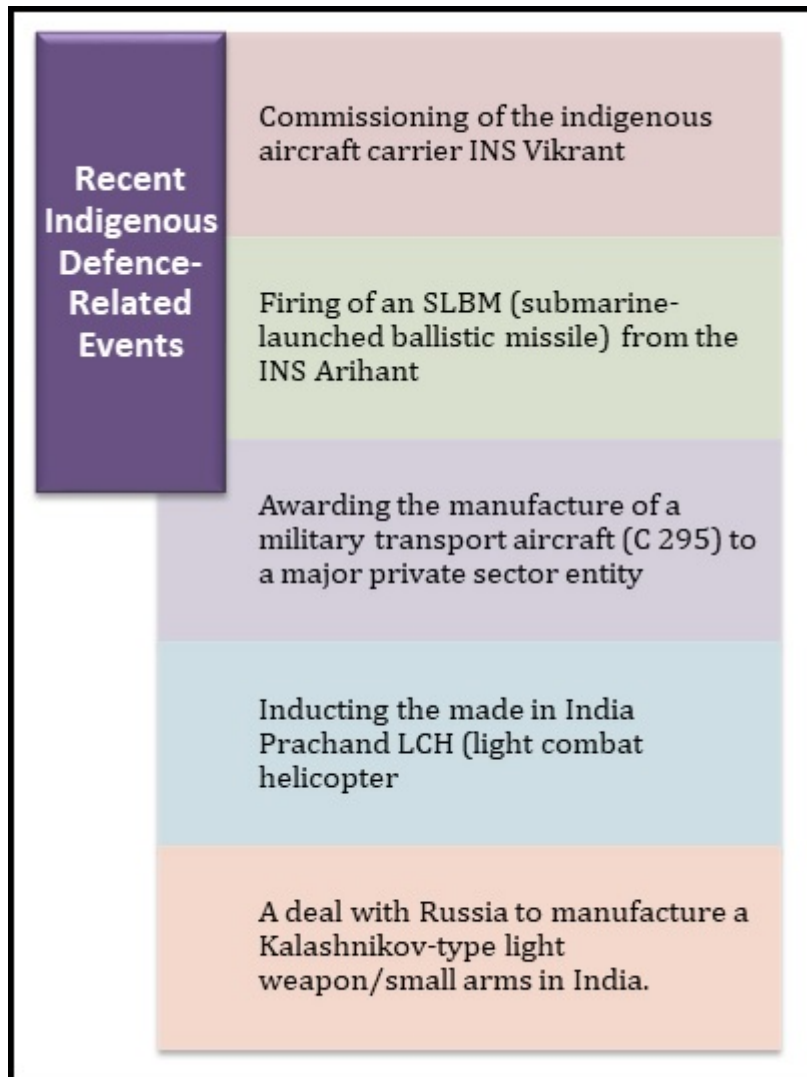 Recent
Indigenous
Defence-
Related
Events
Commissioning of the indigenous
aircraft carrier INS Vikrant
Firing of an SLBM (submarine-
launched ballistic missile) from the
INS Arihant
Awarding the manufacture of a
military transport aircraft (C 295) to
a major private sector entity
Inducting the made in India
Prachand LCH (light combat
helicopter
A deal with Russia to manufacture a
Kalashnikov-type light
weapon/small arms in India.